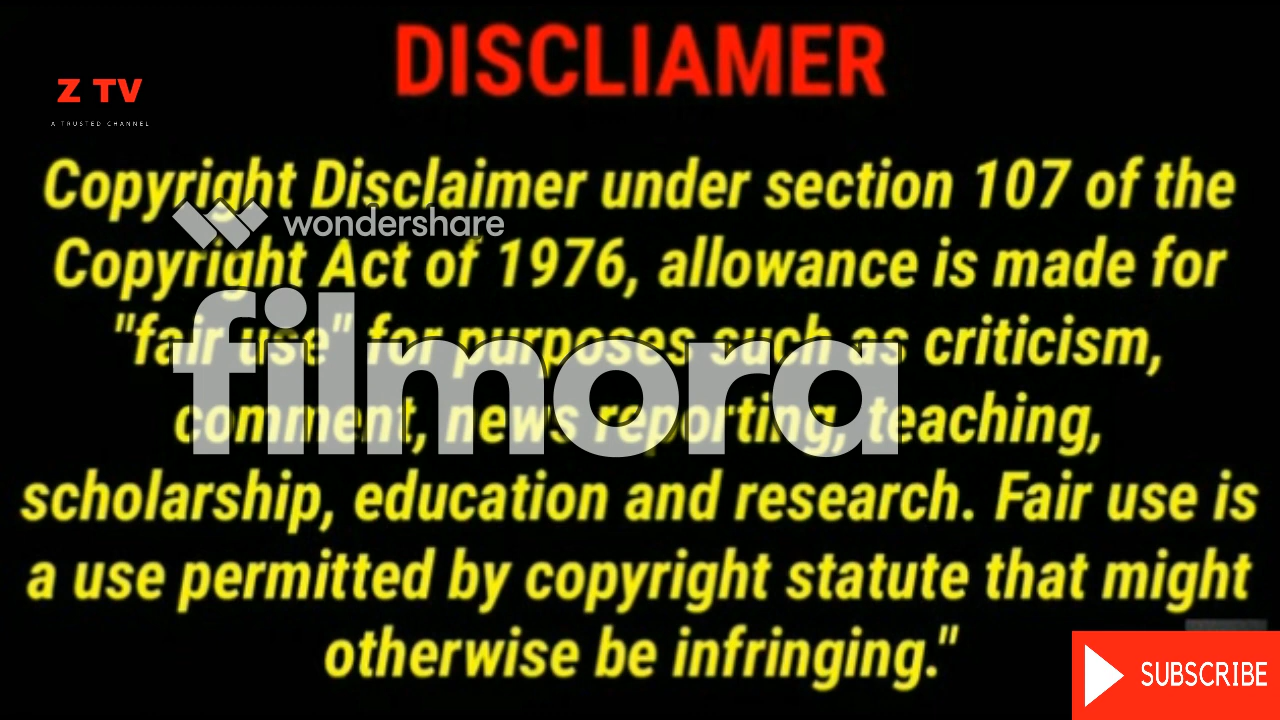 DISCLIAMER
Z TV
A TRUSTED CHANNEL
Copyright Disclaimer under section 107 of the
wondershare
Copyright Act of 1976, allowance is made for
"fair use" for purposes such as criticism,
filmora
comment, news reporting, teaching,
scholarship, education and research. Fair use is
a use permitted by copyright statute that might
otherwise be infringing."
SUBSCRIBE